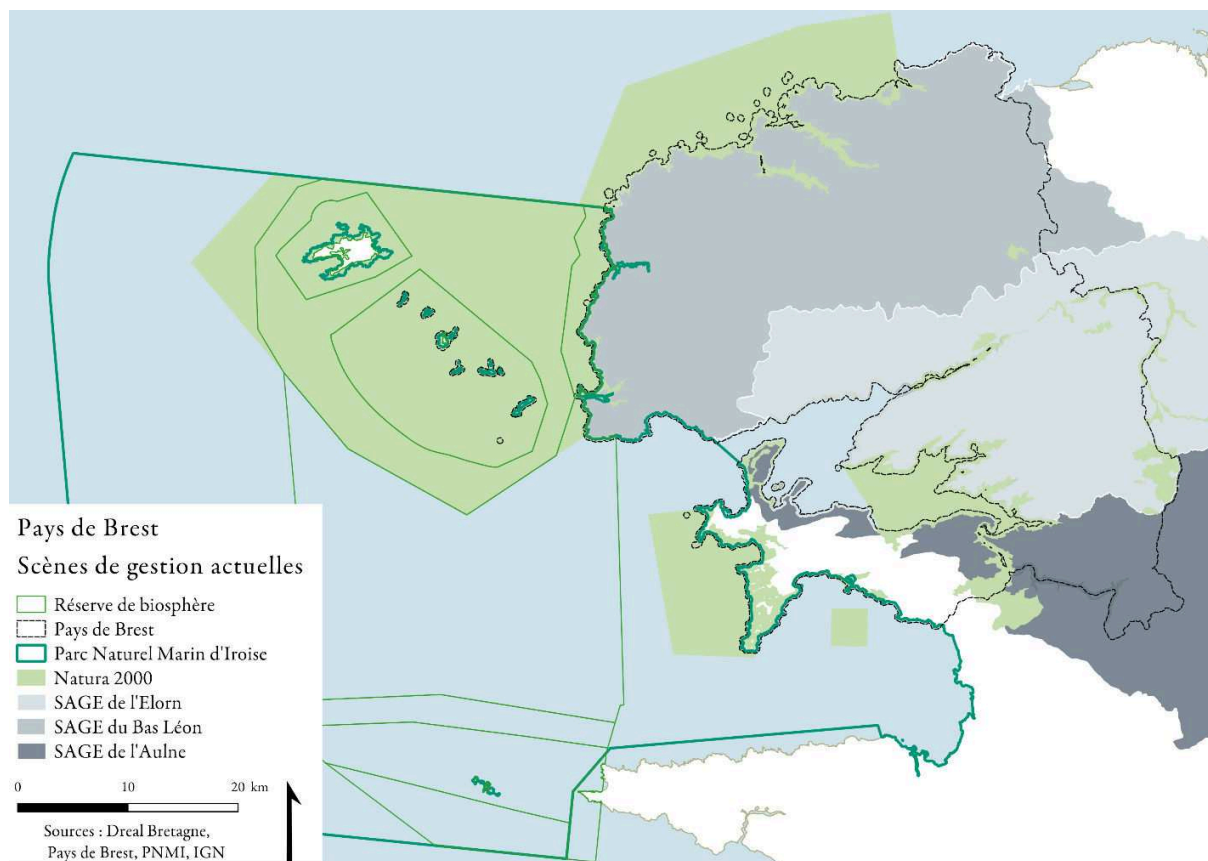 Pays de Brest
Scènes de gestion actuelles
Réserve de biosphère
Pays de Brest
Parc Naturel Marin d'Iroise
Natura 2000
SAGE de l'Elorn
SAGE du Bas Léon
SAGE de l'Aulne
0 10 20 km
Sources : Dreal Bretagne,
Pays de Brest, PNMI, IGN